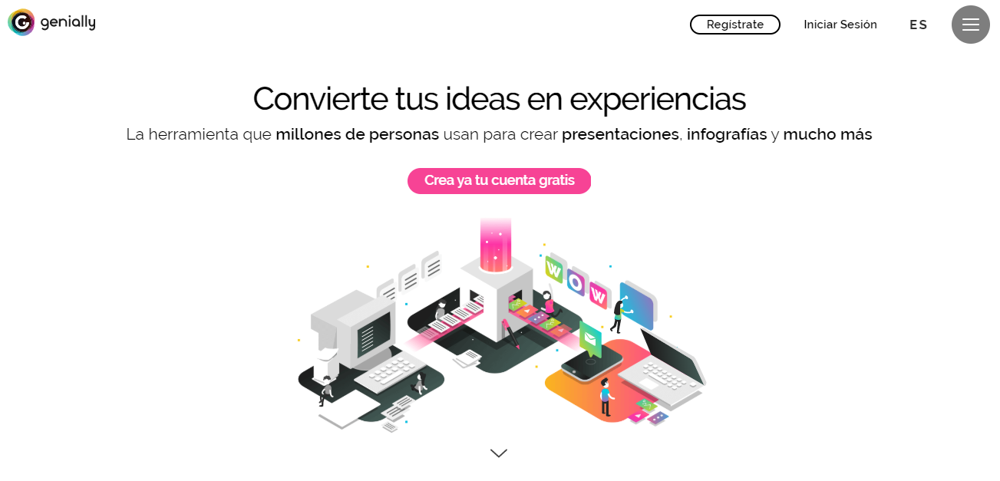 genially
Regístrate
Iniciar Sesión
ES
Convierte tus ideas en experiencias
La herramienta que millones de personas usan para crear presentaciones, infografías y mucho más
Crea ya tu cuenta gratis
WOW